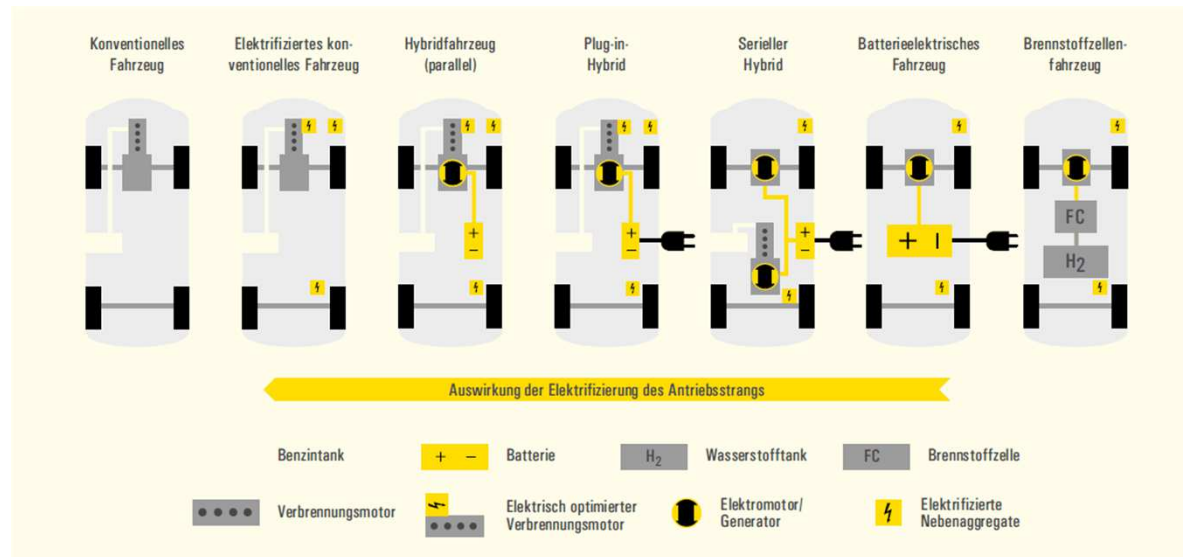 Konventionelles
Fahrzeug
Elektrifiziertes kon-
ventionelles Fahrzeug
Hybridfahrzeug
(parallel)
Plug-in-
Hybrid
Serieller
Hybrid
Batterieelektrisches
Fahrzeug
Brennstoffzellen-
fahrzeug
+
−
+
−
+
−
+ −
FC
H2
Auswirkung der Elektrifizierung des Antriebsstrangs
Benzintank
+ −
Batterie
H2
Wasserstofftank
FC
Brennstoffzelle
Verbrennungsmotor
Elektrisch optimierter
Verbrennungsmotor
Elektromotor/
Generator
Elektrifizierte
Nebenaggregate